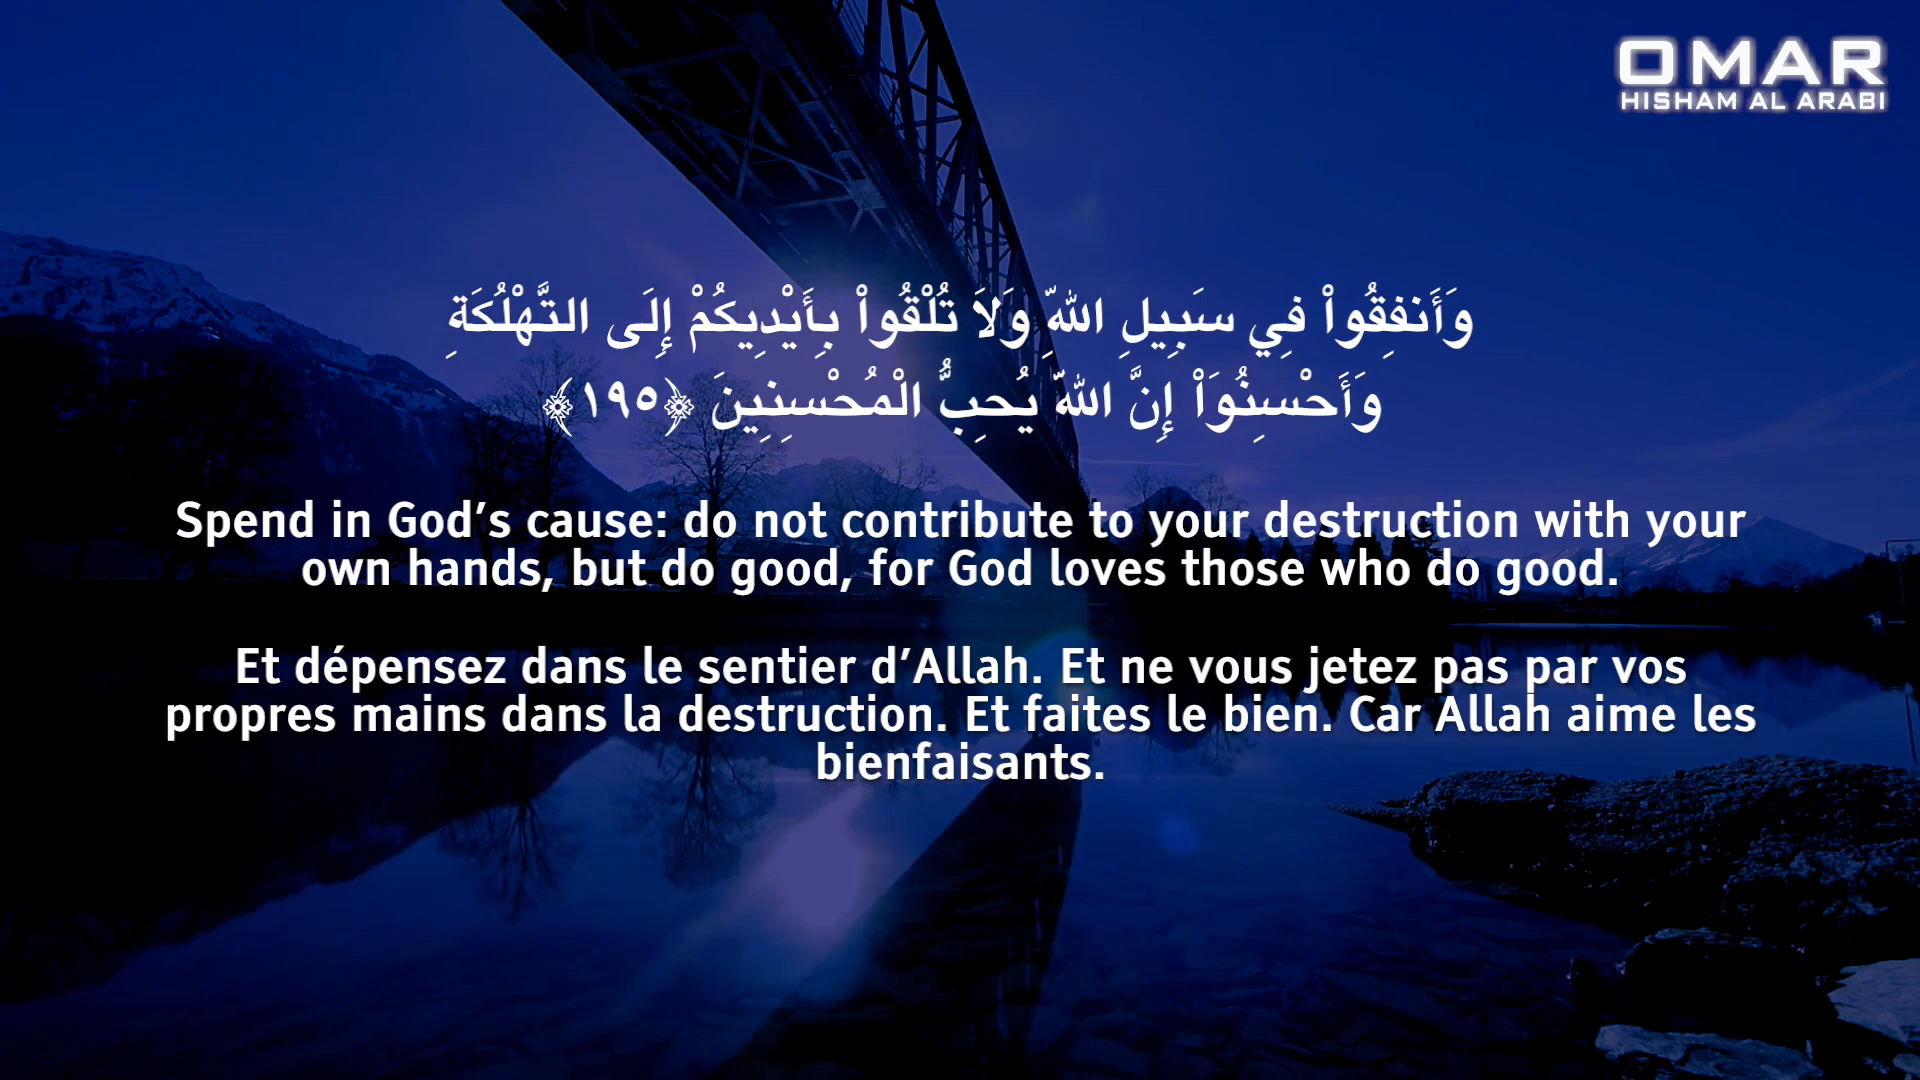 OMAR
HISHAM AL ARABI
وَأَنفِقُواْ فِي سَبِيلِ اللّهِ وَلاَ تُلْقُواْ بِأَيْدِيكُمْ إِلَى التَّهْلُكَةِ
وَأَحْسِنُوَاْ إِنَّ اللّهَ يُحِبُّ الْمُحْسِنِينَ ﴿١٩٥﴾
Spend in God’s cause: do not contribute to your destruction with your
own hands, but do good, for God loves those who do good.
Et dépensez dans le sentier d’Allah. Et ne vous jetez pas par vos
propres mains dans la destruction. Et faites le bien. Car Allah aime les
bienfaisants.